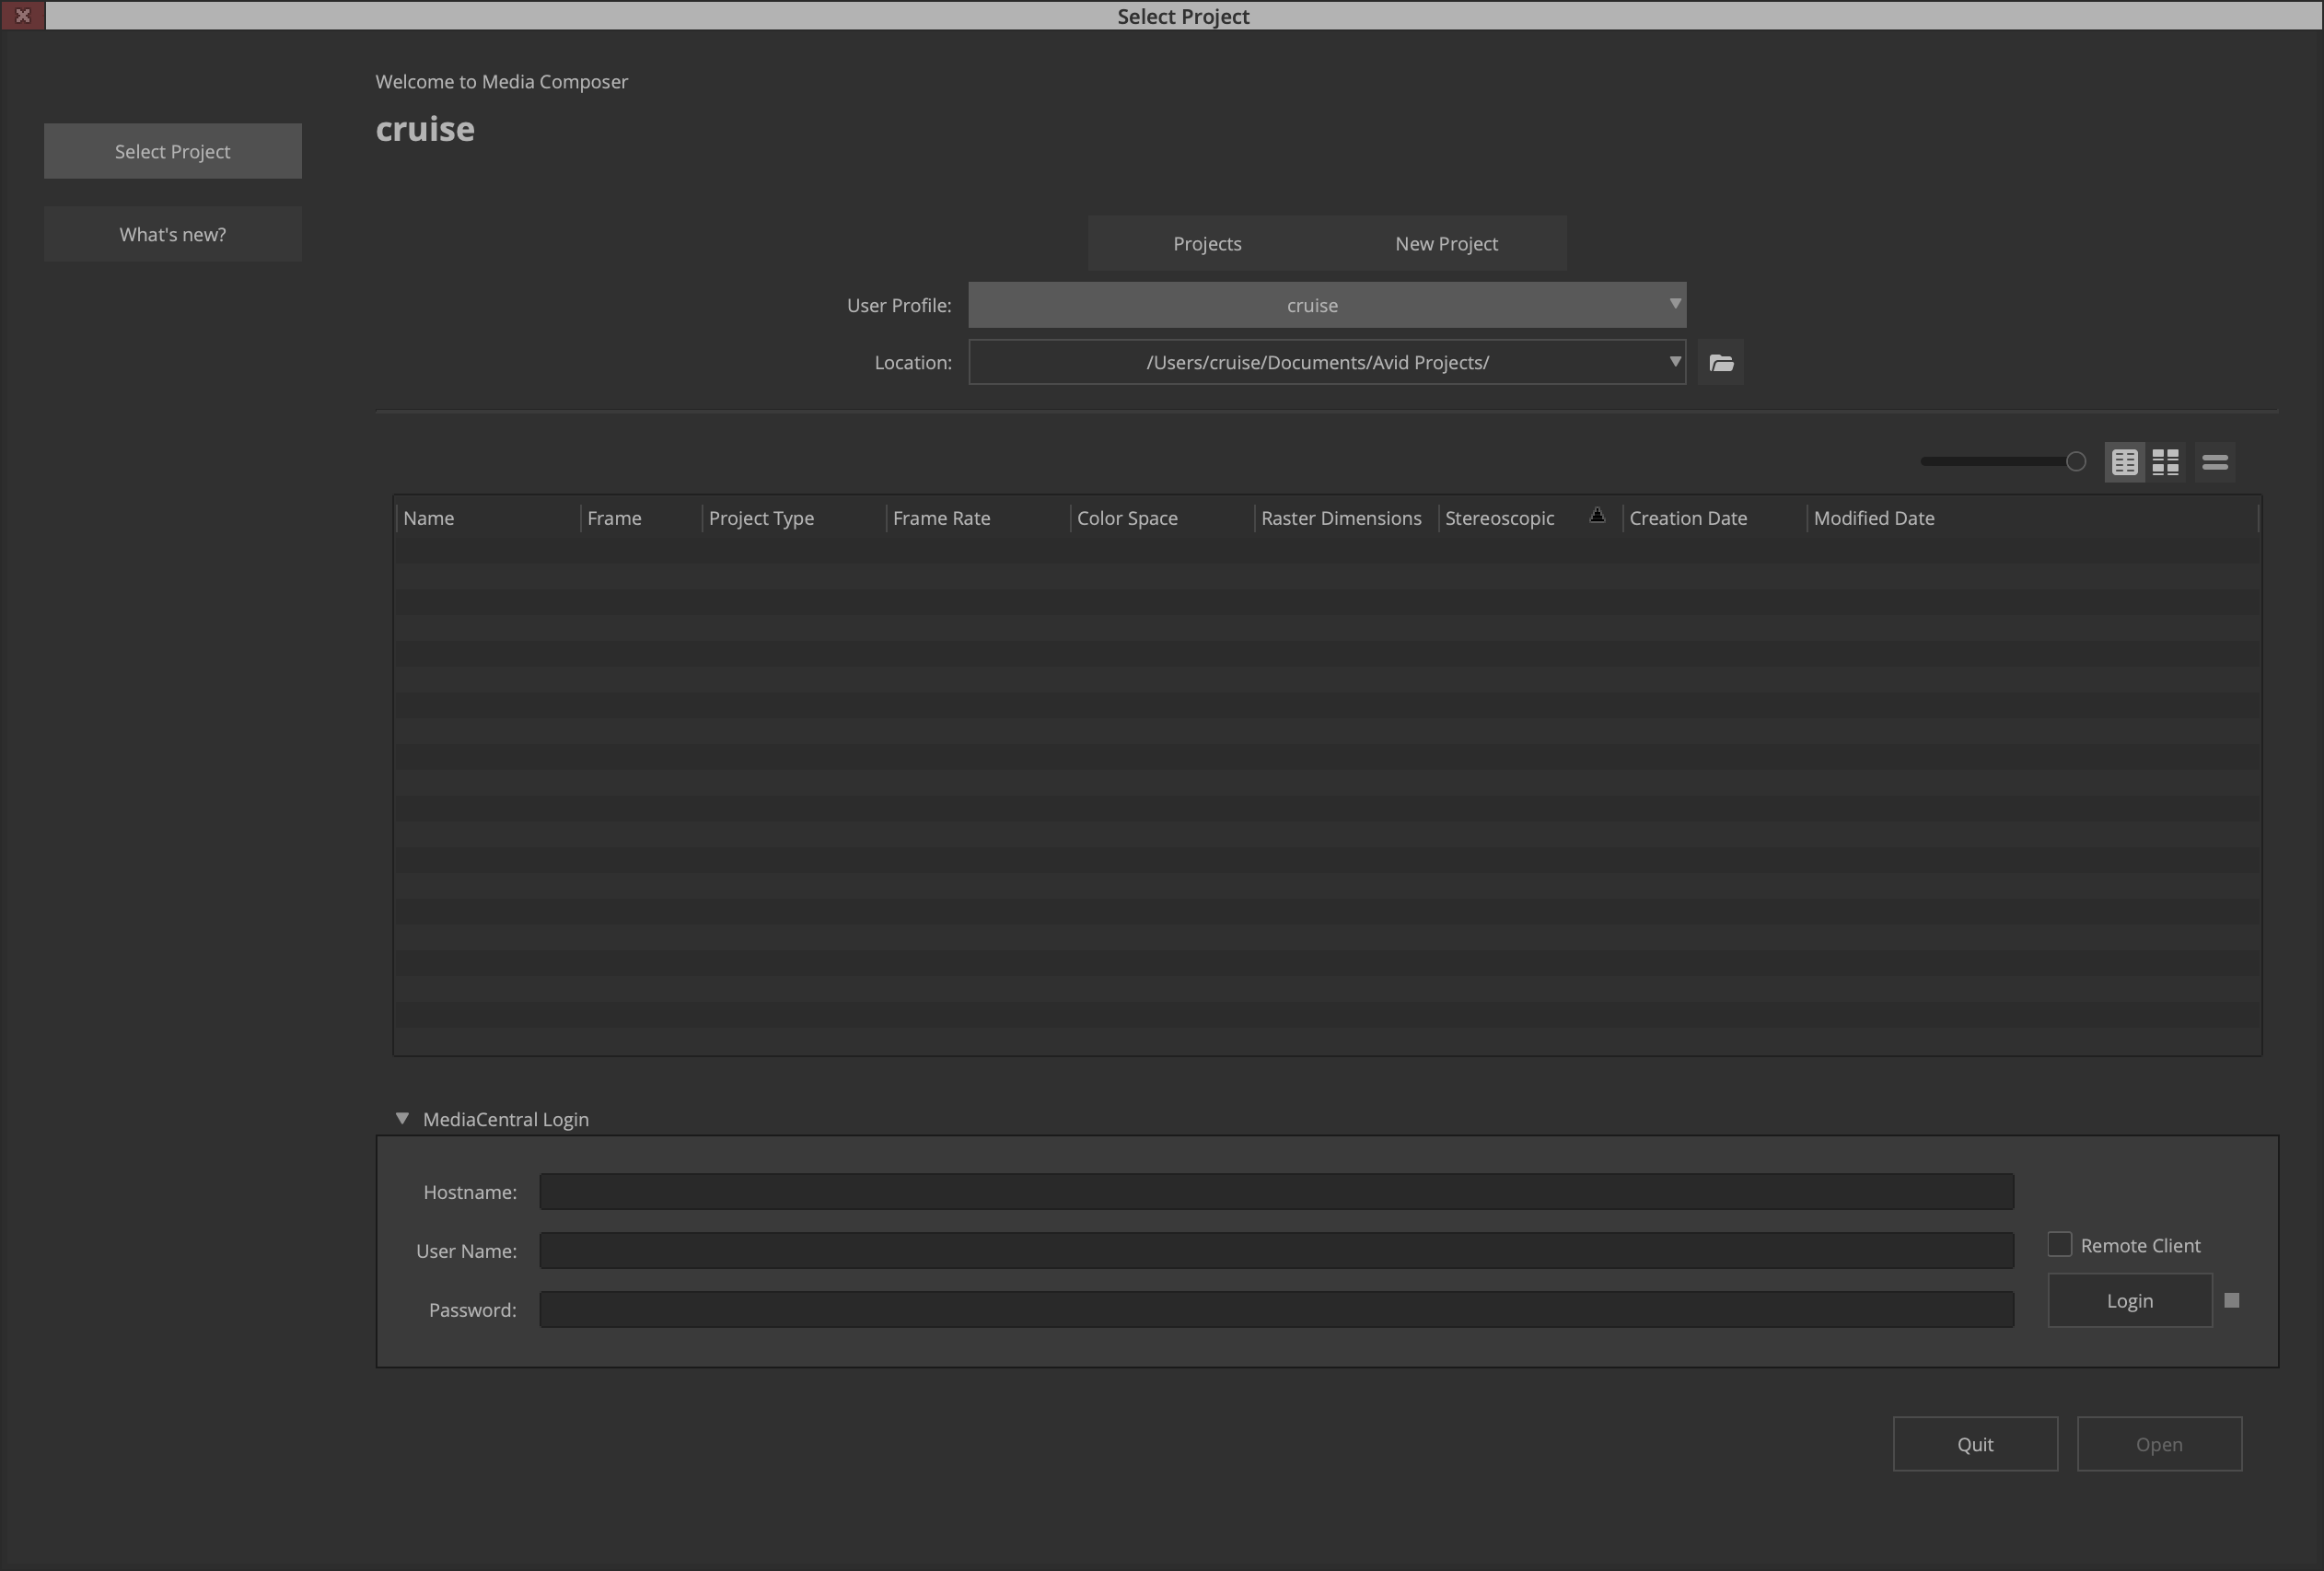 Select Project
Welcome to Media Composer
cruise
Select Project
What's new?
Projects
New Project
User Profile:
cruise
Location:
/Users/cruise/Documents/Avid Projects/
Name
Frame
Project Type
Frame Rate
Color Space
Raster Dimensions
Stereoscopic
Creation Date
Modified Date
MediaCentral Login
Hostname:
User Name:
Remote Client
Password:
Login
Quit
Open